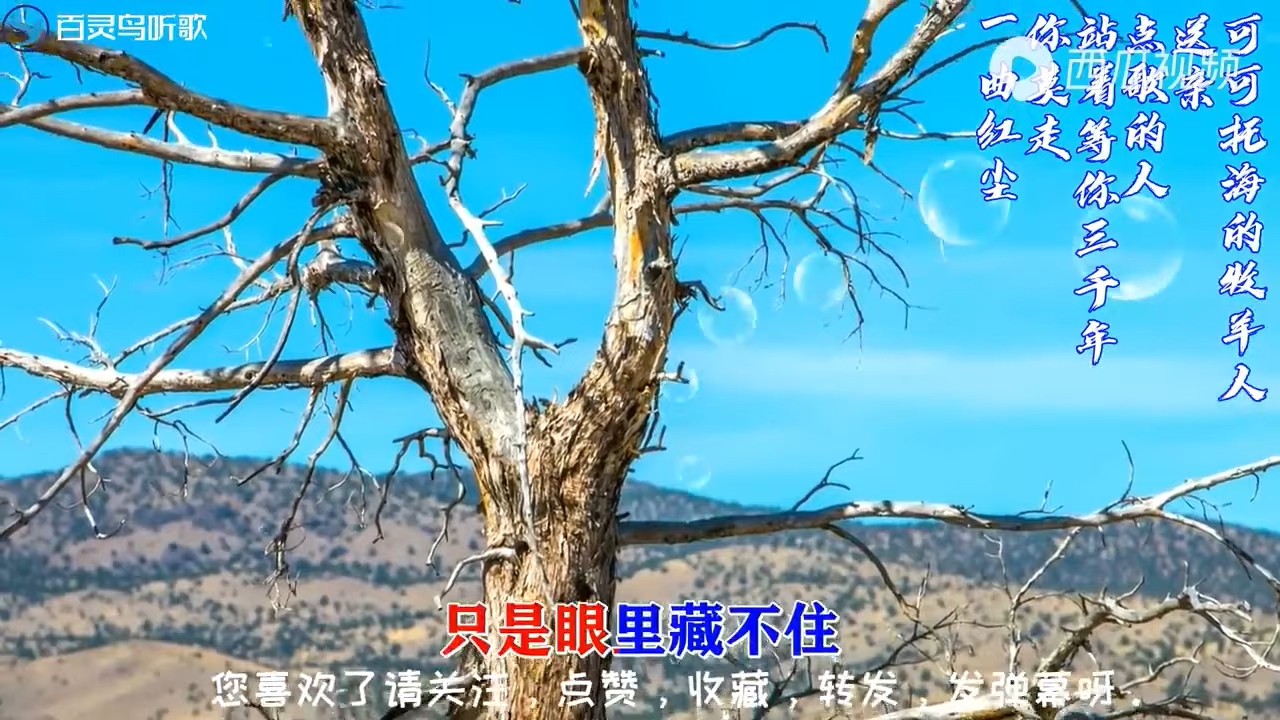 百灵鸟听歌
西瓜视频
可可托海的牧羊人
送亲
点歌的人
站着等你三千年
你莫走
一曲红尘
只是眼里藏不住
您喜欢了请关注，点赞，收藏，转发，发弹幕呀。